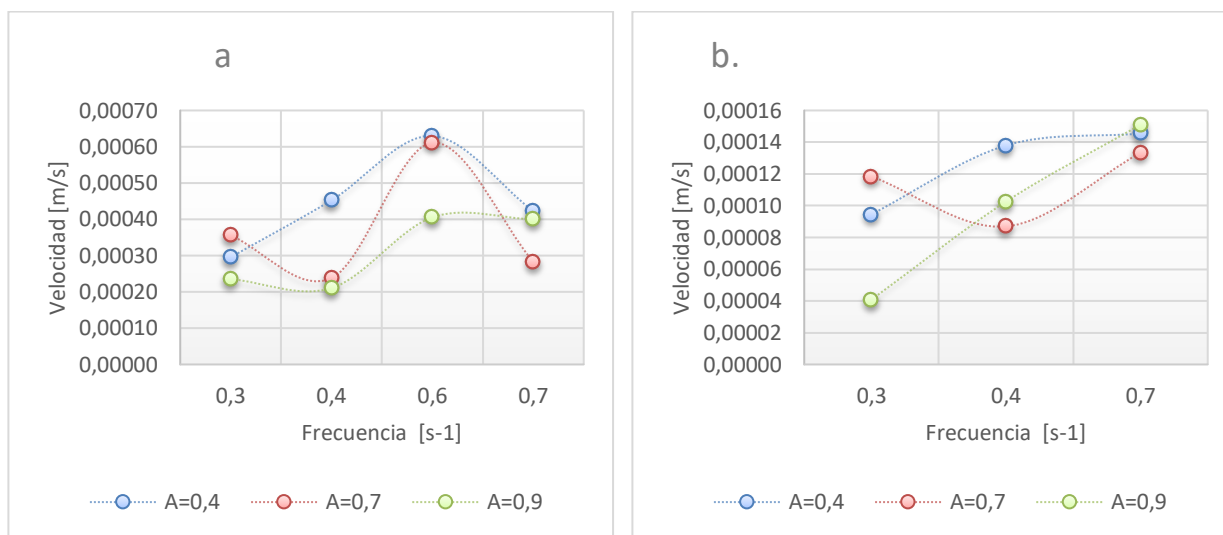 a
0,00070
0,00060
0,00050
0,00040
0,00030
0,00020
0,00010
0,00000
Velocidad [m/s]
0,3 0,4 0,6 0,7
Frecuencia [s-1]
A=0,4 A=0,7 A=0,9
b.
0,00016
0,00014
0,00012
0,00010
0,00008
0,00006
0,00004
0,00002
0,00000
Velocidad [m/s]
0,3 0,4 0,7
Frecuencia [s-1]
A=0,4 A=0,7 A=0,9